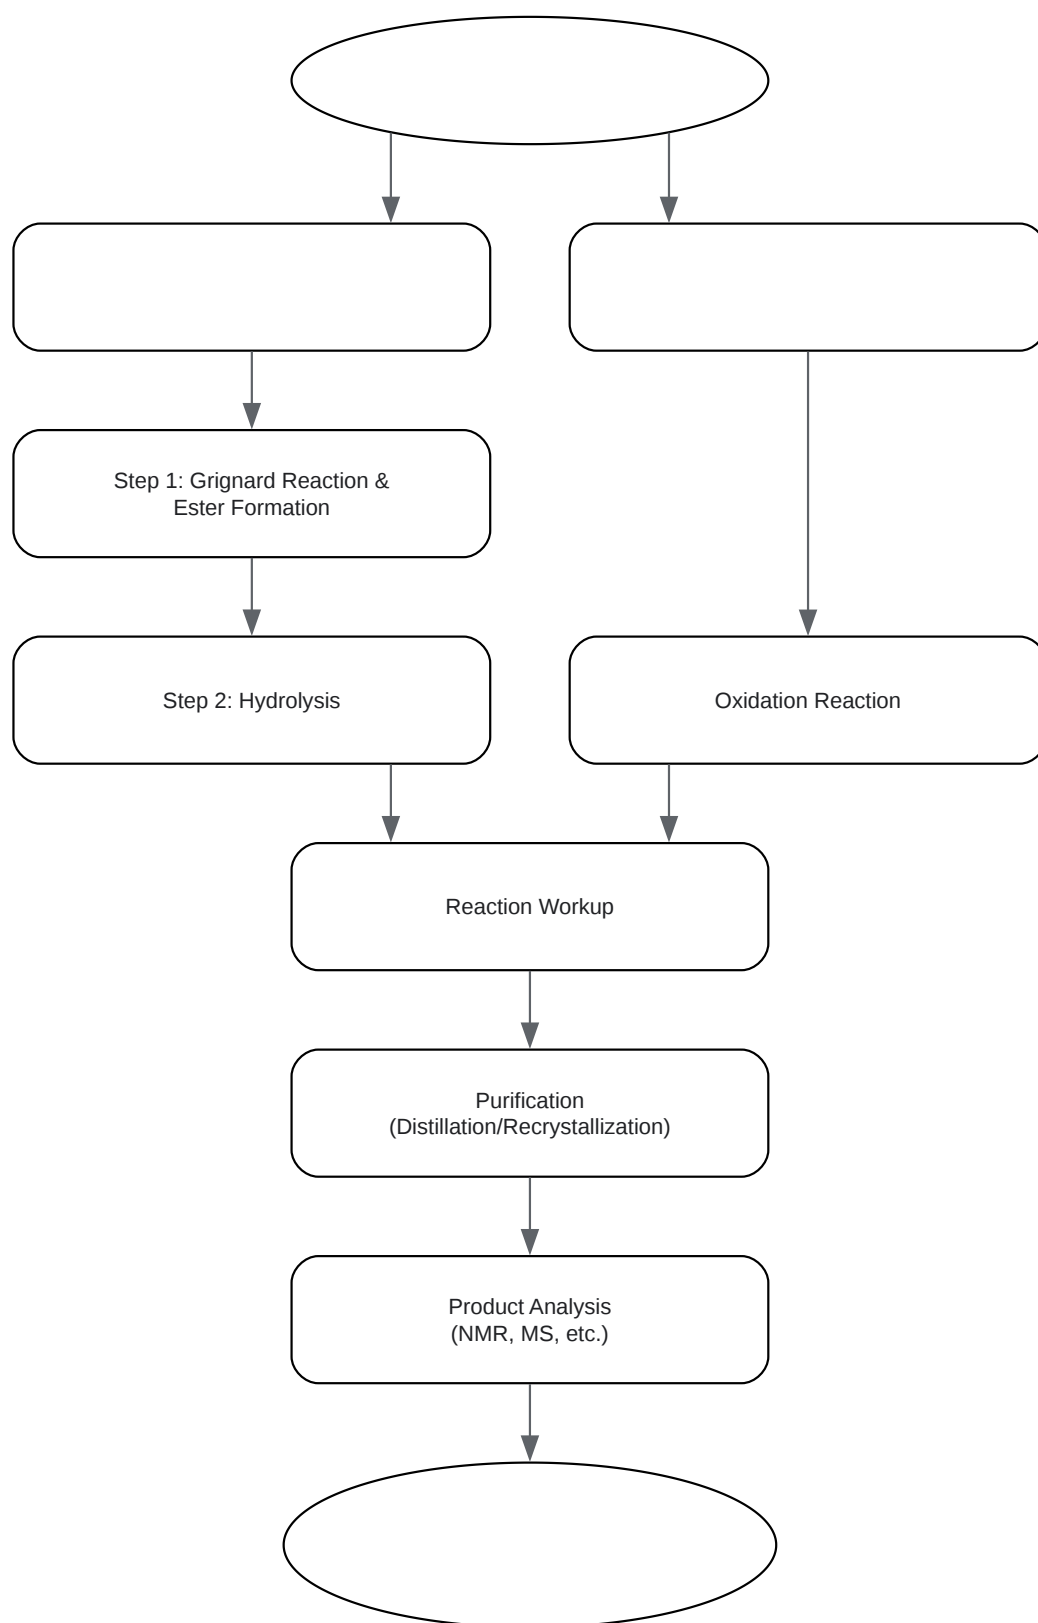 Step 1: Grignard Reaction &
Ester Formation
Step 2: Hydrolysis
Oxidation Reaction
Reaction Workup
Purification
(Distillation/Recrystallization)
Product Analysis
(NMR, MS, etc.)